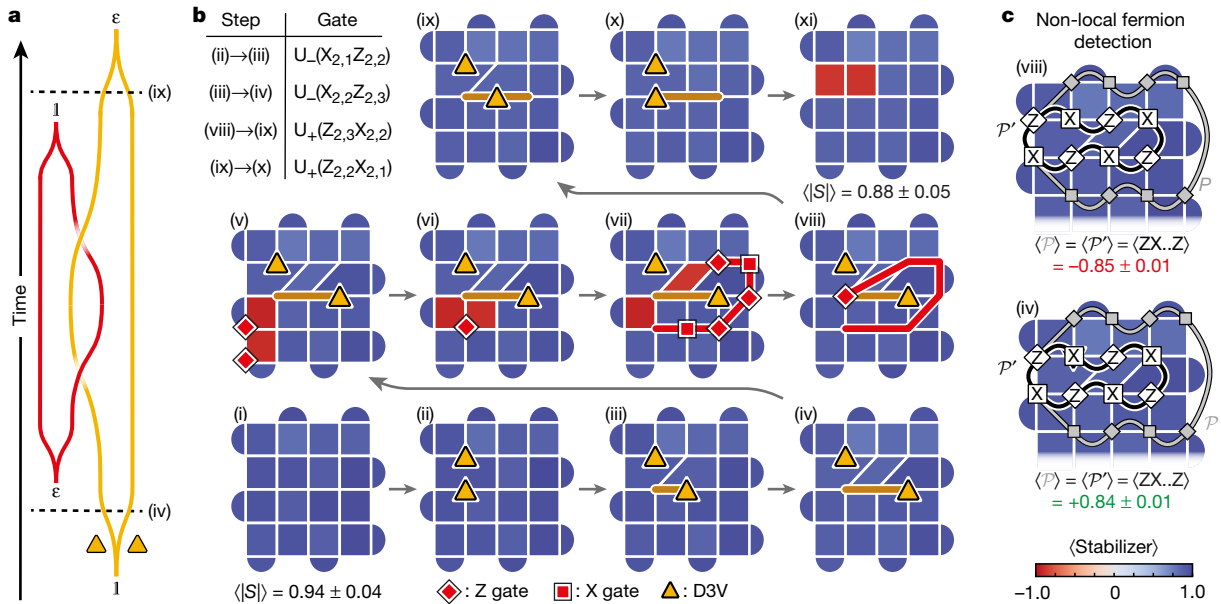 a
Time
ε
(ix)
𝟙
ε
(iv)
𝟙
b
Step Gate
(ii)→(iii) U₋(X₂,₁Z₂,₂)
(iii)→(iv) U₋(X₂,₂Z₂,₃)
(viii)→(ix) U₊(Z₂,₃X₂,₂)
(ix)→(x) U₊(Z₂,₂X₂,₁)
(ix) (x) (xi)
⟨|S|⟩ = 0.88 ± 0.05
(v) (vi) (vii) (viii)
(i) (ii) (iii) (iv)
⟨|S|⟩ = 0.94 ± 0.04
: Z gate : X gate : D3V
c
Non-local fermion
detection
(viii)
𝒫′ Z X Z X
X Z X Z
𝒫
⟨𝒫⟩ = ⟨𝒫′⟩ = ⟨ZX..Z⟩
= −0.85 ± 0.01
(iv)
𝒫′ Z X Z X
X Z X Z
𝒫
⟨𝒫⟩ = ⟨𝒫′⟩ = ⟨ZX..Z⟩
= +0.84 ± 0.01
⟨Stabilizer⟩
−1.0 0 1.0